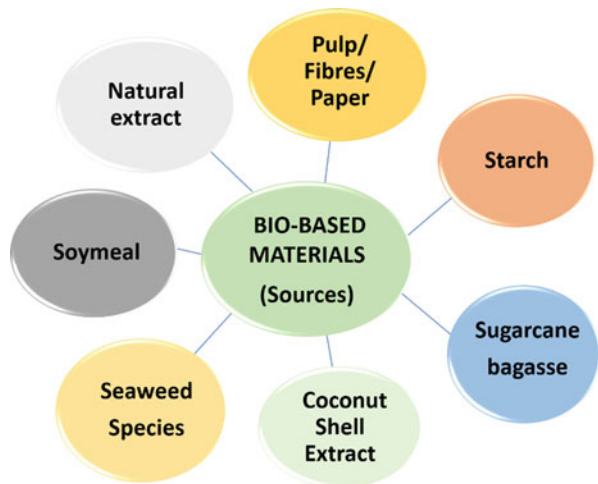 Pulp/
Fibres/
Paper
Natural
extract
Starch
BIO-BASED
MATERIALS
(Sources)
Soymeal
Sugarcane
bagasse
Seaweed
Species
Coconut
Shell
Extract